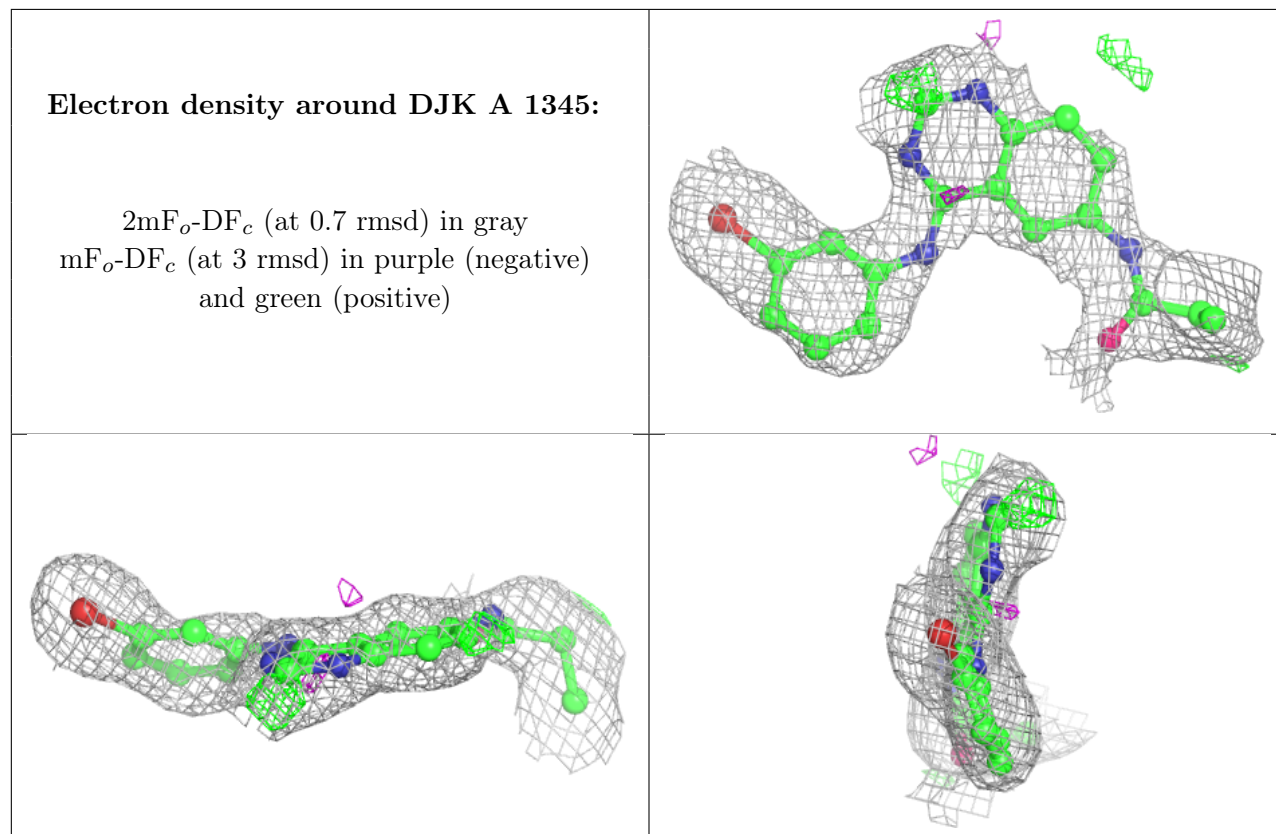 Electron density around DJK A 1345:
2mFo-DFc (at 0.7 rmsd) in gray
mFo-DFc (at 3 rmsd) in purple (negative)
and green (positive)